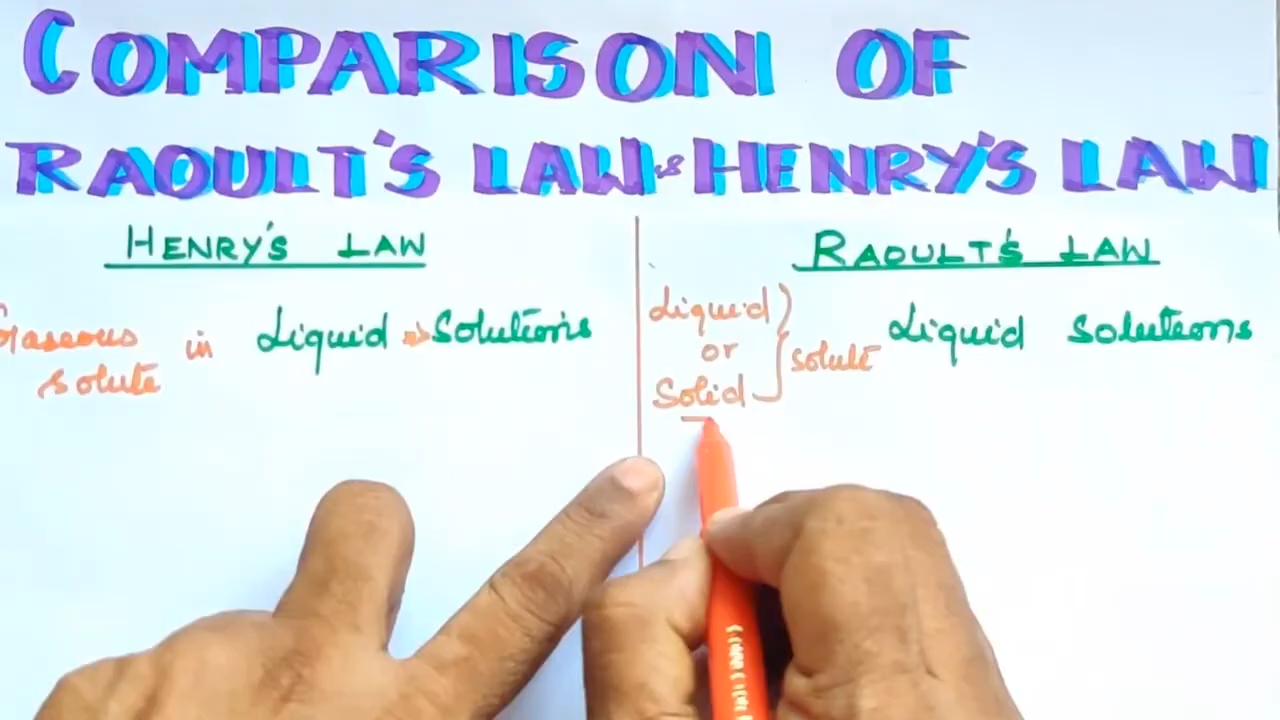 COMPARISON OF
RAOULT'S LAW & HENRY'S LAW
HENRY'S LAW
Gaseous
solute
in
Liquid Solutions
RAOULT'S LAW
Liquid
or
Solid
solute
Liquid Solutions